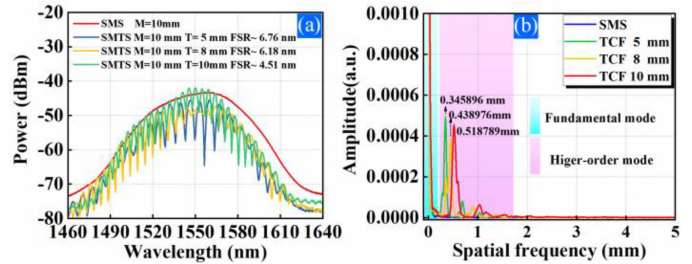 (a)
SMS M=10mm
SMTS M=10 mm T= 5 mm FSR~ 6.76 nm
SMTS M=10 mm T= 8 mm FSR~ 6.18 nm
SMTS M=10 mm T=10mm FSR~ 4.51 nm
-20
-30
-40
-50
-60
-70
-80
Power (dBm)
1460 1490 1520 1550 1580 1610 1640
Wavelength (nm)
(b)
SMS
TCF 5 mm
TCF 8 mm
TCF 10 mm
0.0010
0.0008
0.0006
0.0004
0.0002
0.0000
Amplitude(a.u.)
0.345896 mm
0.438976mm
0.518789mm
Fundamental mode
Higer-order mode
0 1 2 3 4 5
Spatial frequency (mm)